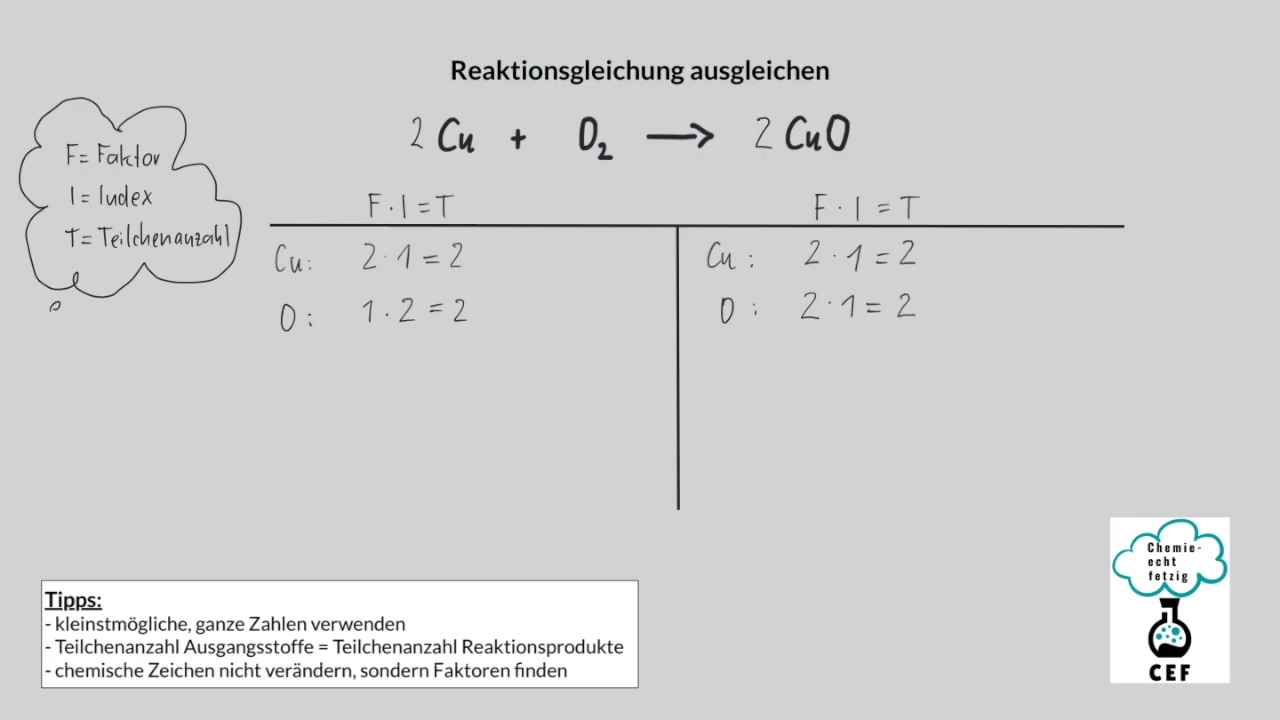 Reaktionsgleichung ausgleichen
2 Cu + O₂ → 2 CuO
F = Faktor
I = Index
T = Teilchenanzahl
F · I = T
F · I = T
Cu: 2 · 1 = 2
Cu: 2 · 1 = 2
O: 1 · 2 = 2
O: 2 · 1 = 2
Tipps:
- kleinstmögliche, ganze Zahlen verwenden
- Teilchenanzahl Ausgangsstoffe = Teilchenanzahl Reaktionsprodukte
- chemische Zeichen nicht verändern, sondern Faktoren finden
Chemie-
echt
fetzig
CEF